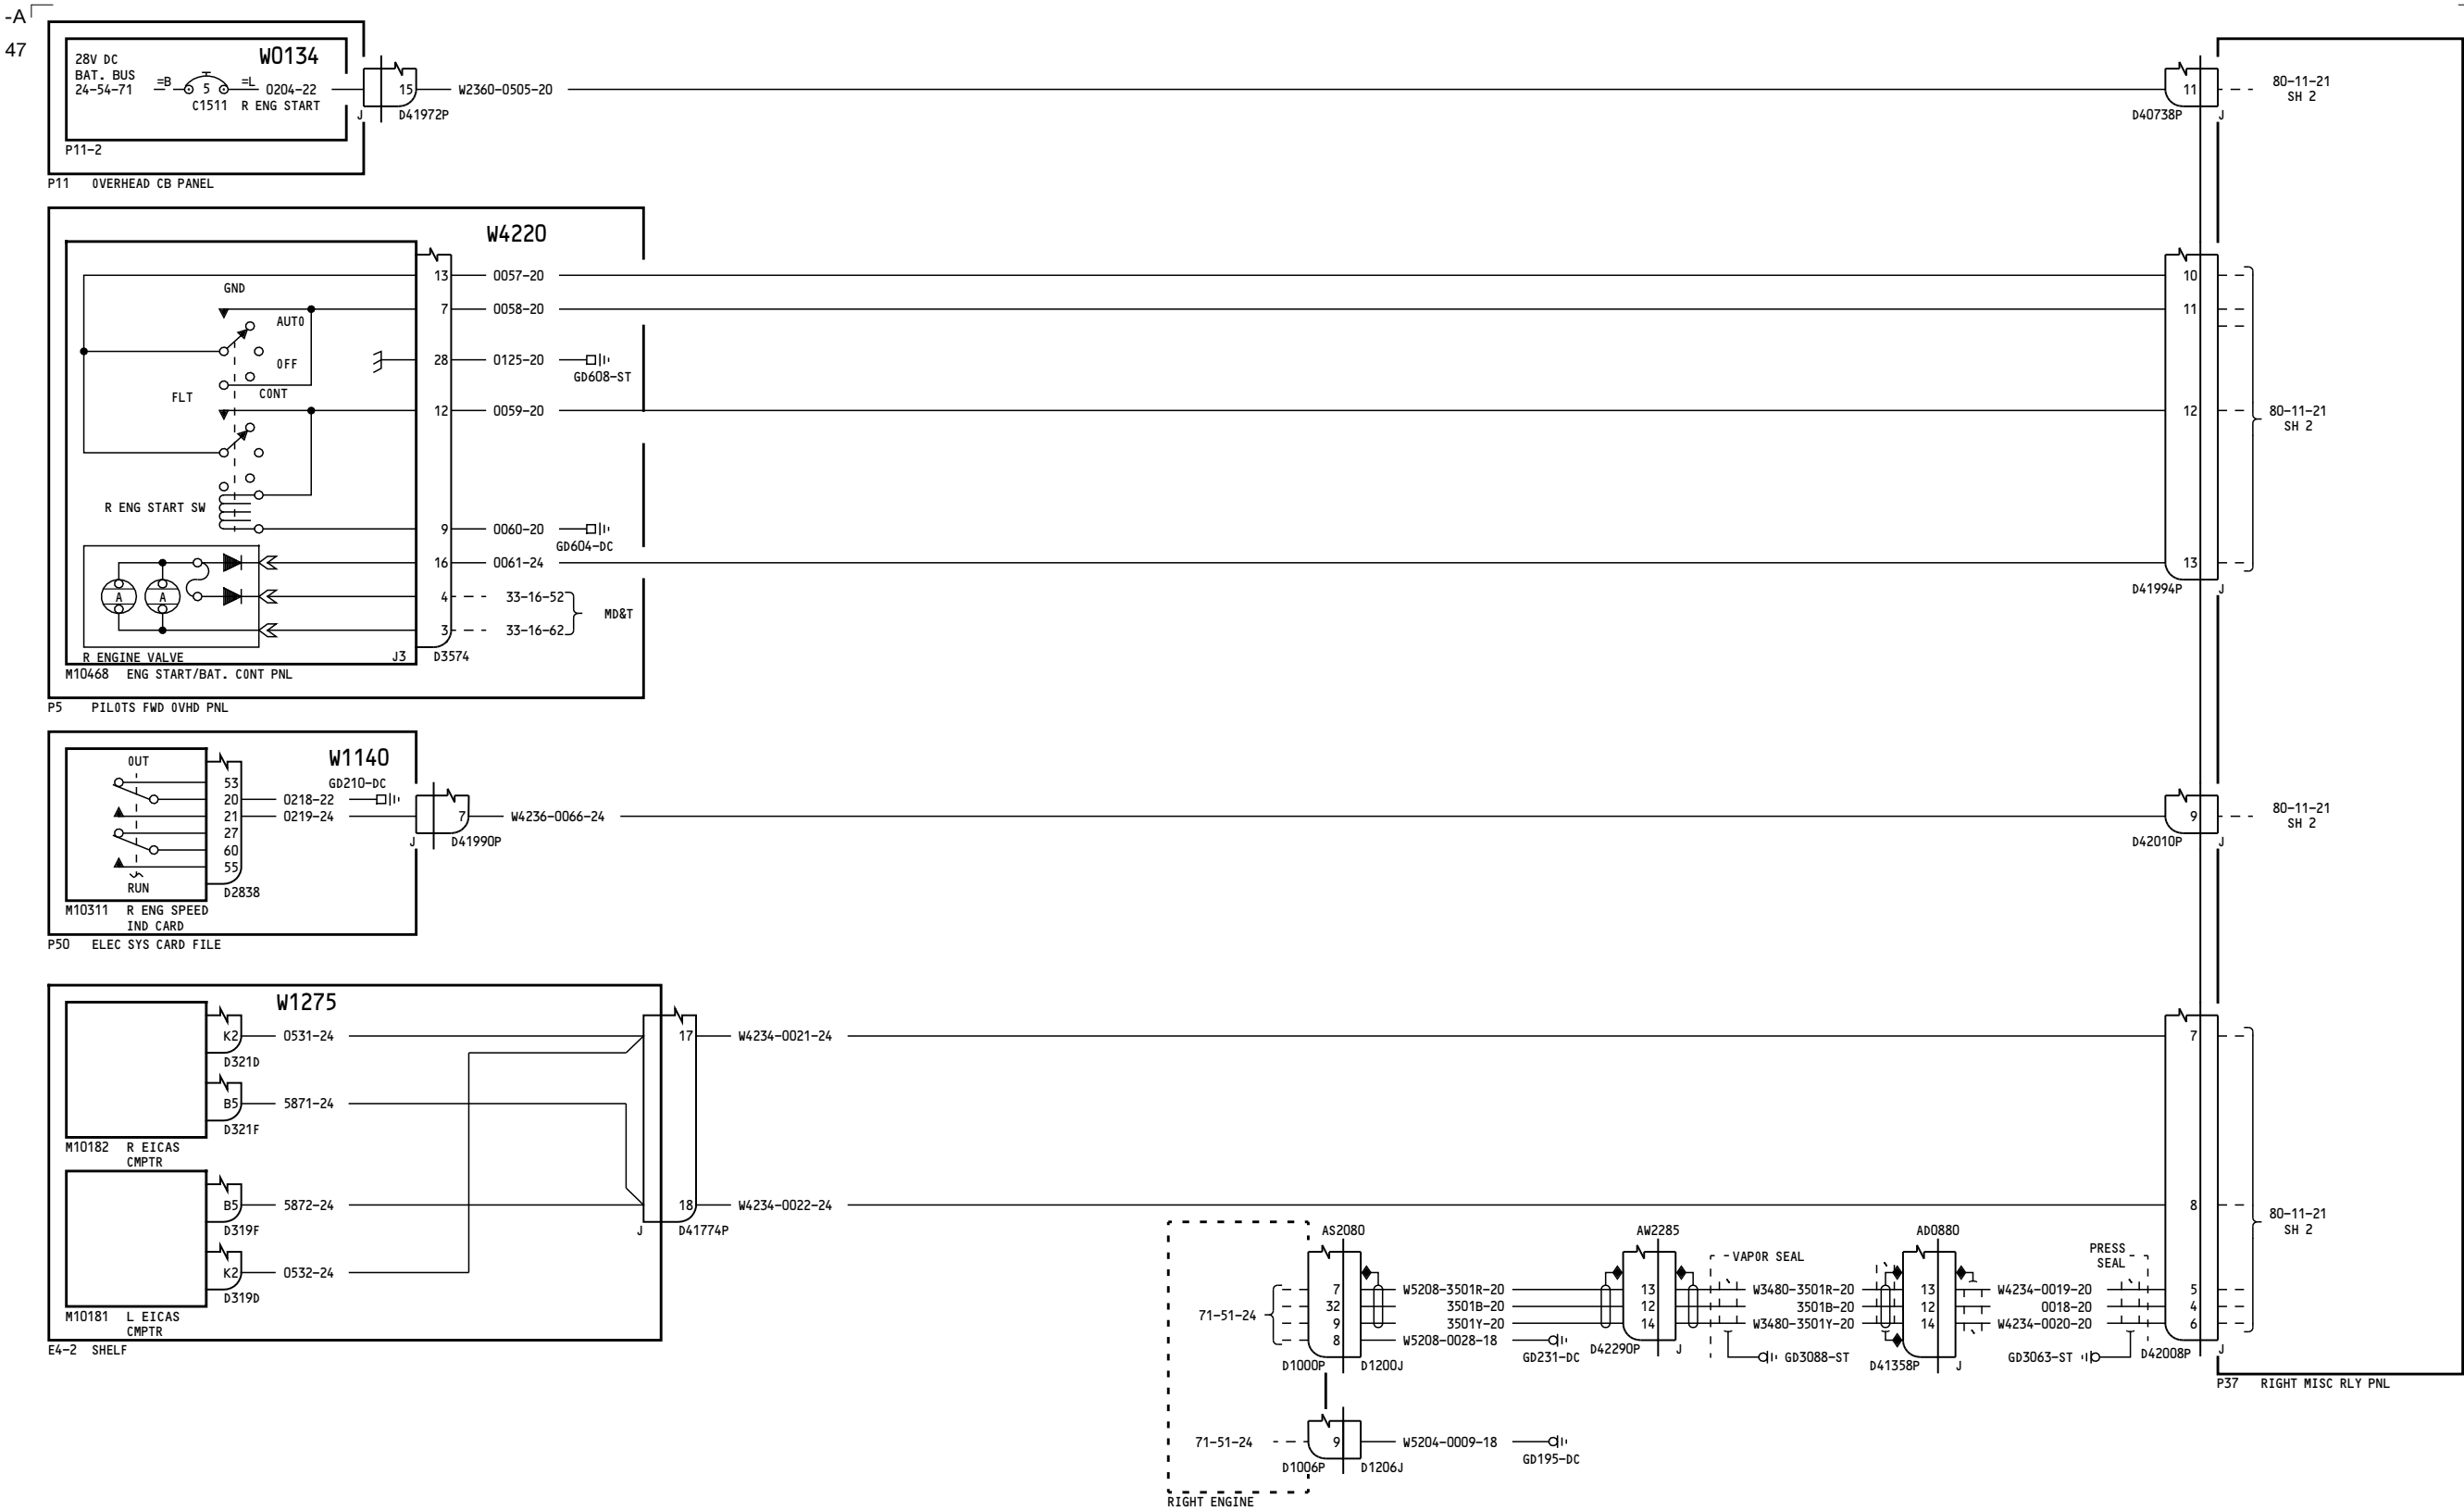 -A
47
28V DC
BAT. BUS
24-54-71
=B
5
=L
0204-22
C1511
R ENG START
W0134
P11-2
P11 OVERHEAD CB PANEL
J
15
D41972P
W2360-0505-20
11
D40738P
J
80-11-21
SH 2
W4220
GND
AUTO
OFF
CONT
FLT
R ENG START SW
A
A
R ENGINE VALVE
J3
D3574
M10468 ENG START/BAT. CONT PNL
P5 PILOTS FWD OVHD PNL
13
0057-20
7
0058-20
28
0125-20
GD608-ST
12
0059-20
9
0060-20
GD604-DC
16
0061-24
4
33-16-52
3
33-16-62
MD&T
10
11
12
13
D41994P
J
80-11-21
SH 2
W1140
OUT
RUN
53
20
21
27
60
55
D2838
0218-22
GD210-DC
0219-24
M10311 R ENG SPEED
IND CARD
P50 ELEC SYS CARD FILE
J
7
D41990P
W4236-0066-24
9
D42010P
J
80-11-21
SH 2
W1275
K2
0531-24
D321D
B5
5871-24
D321F
M10182 R EICAS
CMPTR
B5
5872-24
D319F
K2
0532-24
D319D
M10181 L EICAS
CMPTR
E4-2 SHELF
17
18
J
D41774P
W4234-0021-24
W4234-0022-24
7
8
5
4
6
D42008P
J
80-11-21
SH 2
P37 RIGHT MISC RLY PNL
71-51-24
AS2080
7
32
9
8
D1000P
D1200J
W5208-3501R-20
3501B-20
3501Y-20
W5208-0028-18
GD231-DC
AW2285
13
12
14
D42290P
J
VAPOR SEAL
W3480-3501R-20
3501B-20
W3480-3501Y-20
GD3088-ST
AD0880
13
12
14
D41358P
J
PRESS
SEAL
W4234-0019-20
0018-20
W4234-0020-20
GD3063-ST
71-51-24
9
D1006P
D1206J
W5204-0009-18
GD195-DC
RIGHT ENGINE